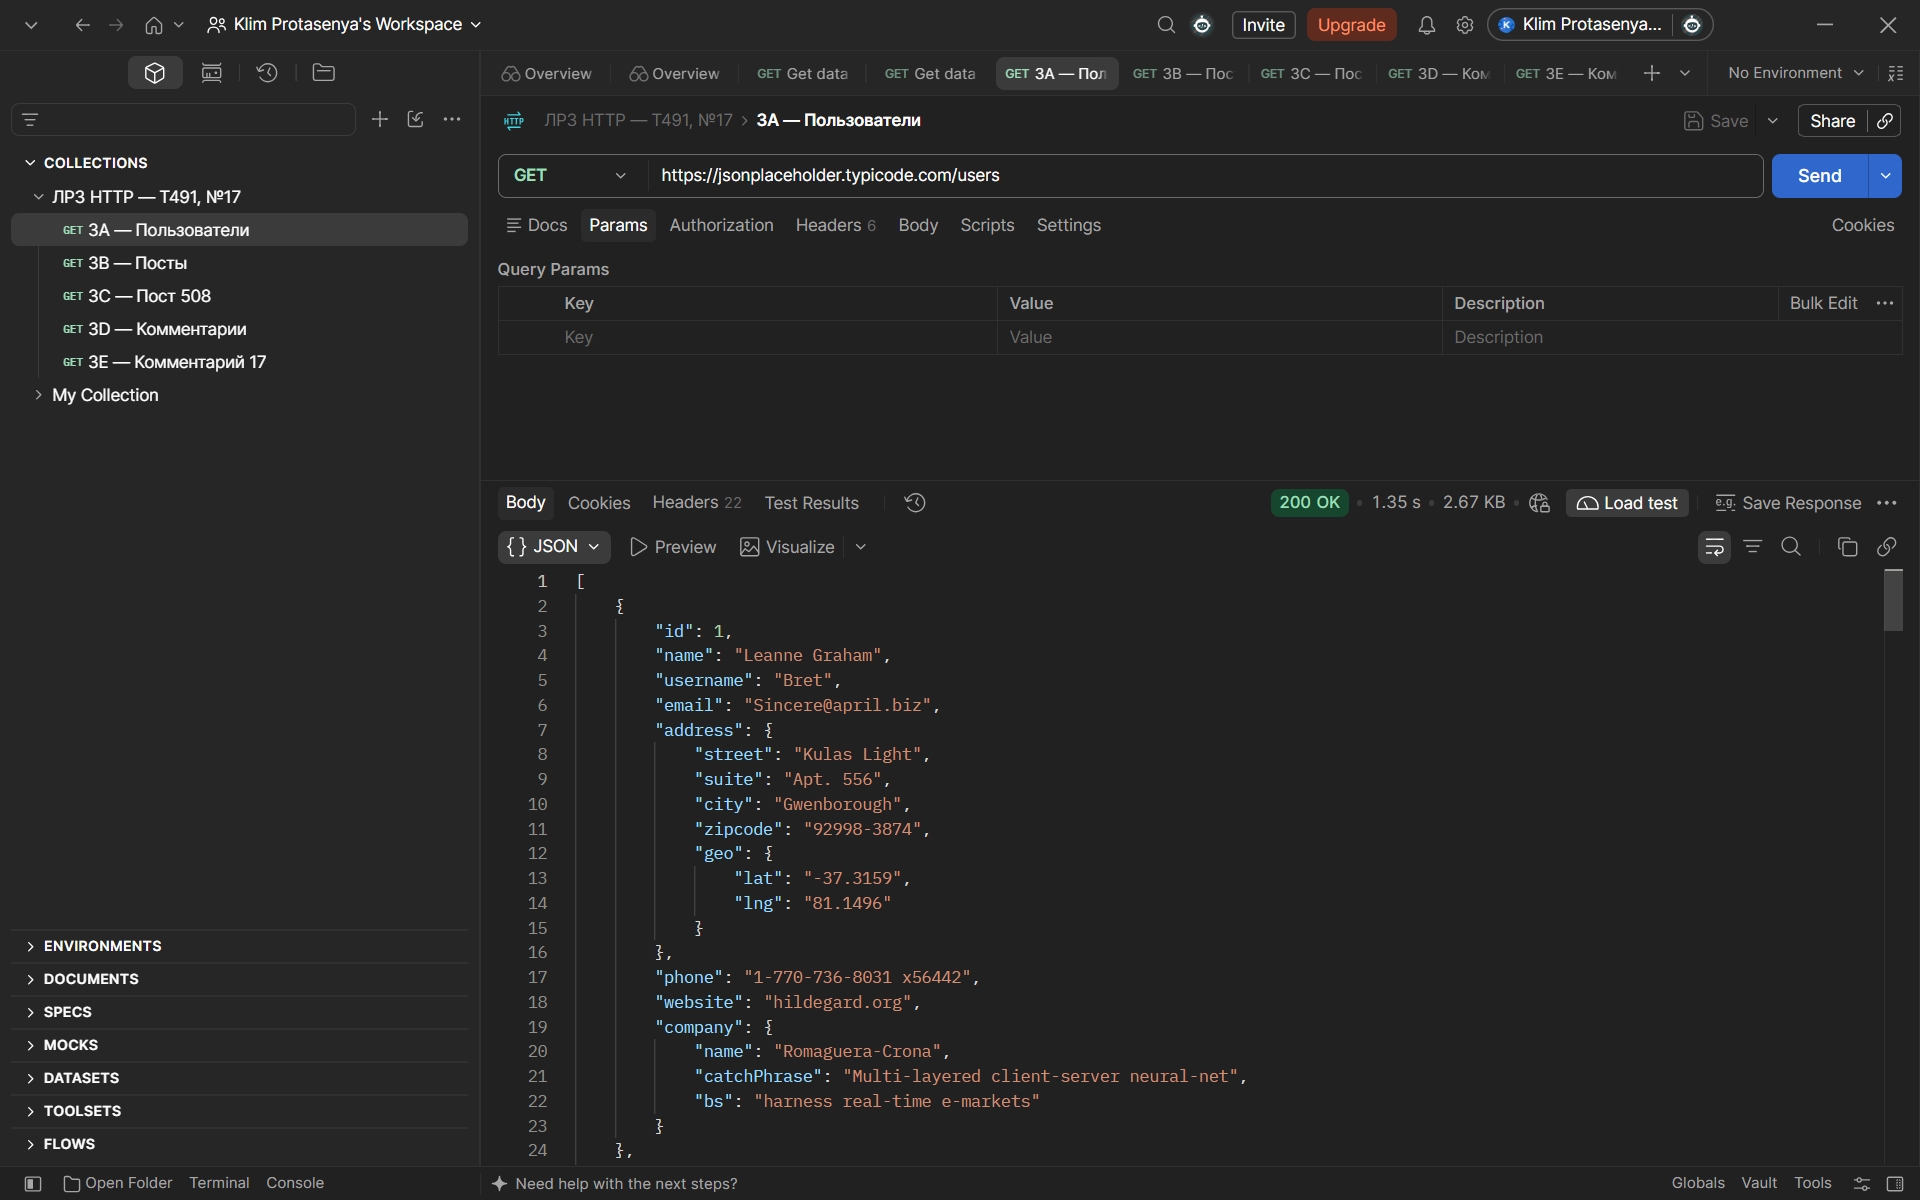 Klim Protasenya's Workspace
Invite
Upgrade
Klim Protasenya...
Overview
Overview
GET Get data
GET Get data
GET 3A — Пол
GET 3B — Пос
GET 3C — Пос
GET 3D — Ком
GET 3E — Ком
No Environment
HTTP ЛР3 HTTP — Т491, №17 > 3A — Пользователи
Save
Share
COLLECTIONS
ЛР3 HTTP — Т491, №17
GET 3A — Пользователи
GET 3B — Посты
GET 3C — Пост 508
GET 3D — Комментарии
GET 3E — Комментарий 17
My Collection
ENVIRONMENTS
DOCUMENTS
SPECS
MOCKS
DATASETS
TOOLSETS
FLOWS
GET
https://jsonplaceholder.typicode.com/users
Send
Docs Params Authorization Headers 6 Body Scripts Settings
Cookies
Query Params
Key Value Description Bulk Edit
Key Value Description
Body Cookies Headers 22 Test Results
200 OK • 1.35 s • 2.67 KB •
Load test
e.g. Save Response
{} JSON
Preview
Visualize
1 [
2 {
3 "id": 1,
4 "name": "Leanne Graham",
5 "username": "Bret",
6 "email": "Sincere@april.biz",
7 "address": {
8 "street": "Kulas Light",
9 "suite": "Apt. 556",
10 "city": "Gwenborough",
11 "zipcode": "92998-3874",
12 "geo": {
13 "lat": "-37.3159",
14 "lng": "81.1496"
15 }
16 },
17 "phone": "1-770-736-8031 x56442",
18 "website": "hildegard.org",
19 "company": {
20 "name": "Romaguera-Crona",
21 "catchPhrase": "Multi-layered client-server neural-net",
22 "bs": "harness real-time e-markets"
23 }
24 },
Open Folder Terminal Console
Need help with the next steps?
Globals Vault Tools